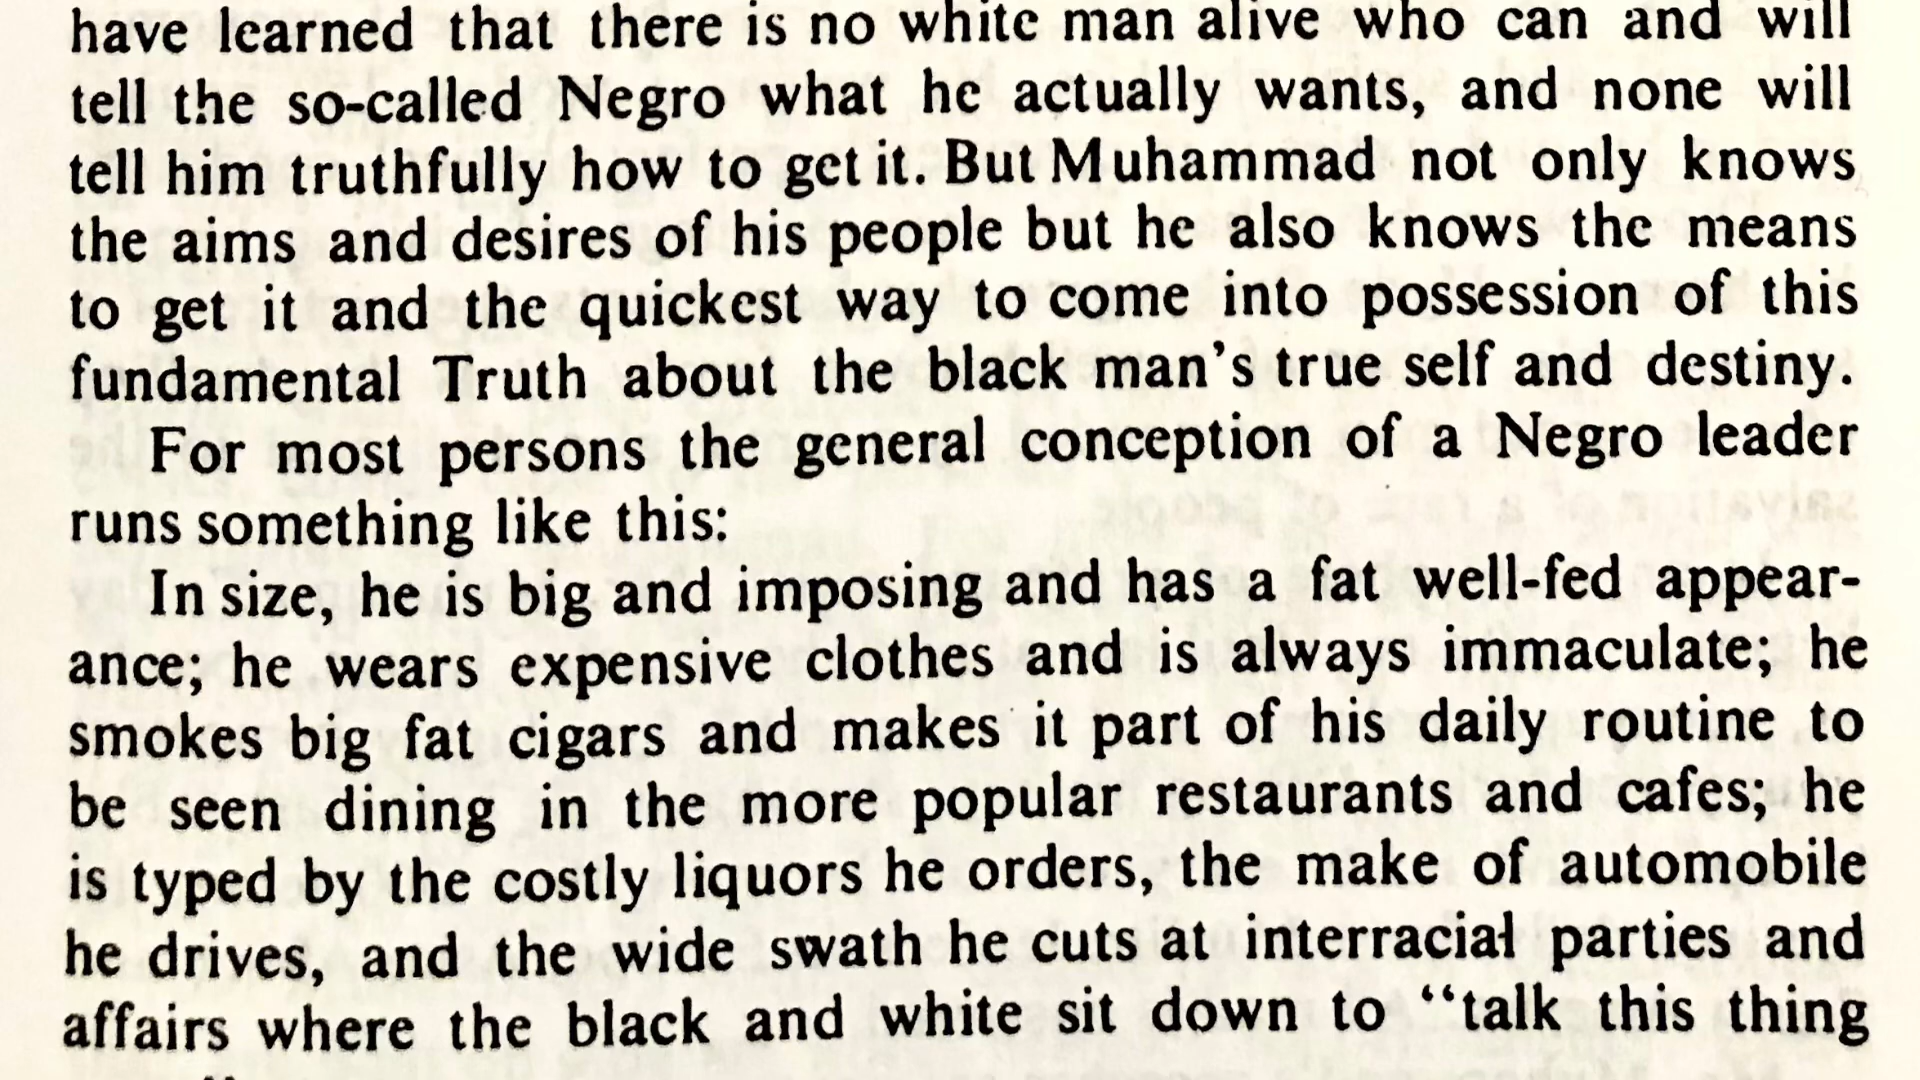 have learned that there is no white man alive who can and will
tell the so-called Negro what he actually wants, and none will
tell him truthfully how to get it. But Muhammad not only knows
the aims and desires of his people but he also knows the means
to get it and the quickest way to come into possession of this
fundamental Truth about the black man's true self and destiny.
For most persons the general conception of a Negro leader
runs something like this:
In size, he is big and imposing and has a fat well-fed appear-
ance; he wears expensive clothes and is always immaculate; he
smokes big fat cigars and makes it part of his daily routine to
be seen dining in the more popular restaurants and cafes; he
is typed by the costly liquors he orders, the make of automobile
he drives, and the wide swath he cuts at interracial parties and
affairs where the black and white sit down to “talk this thing